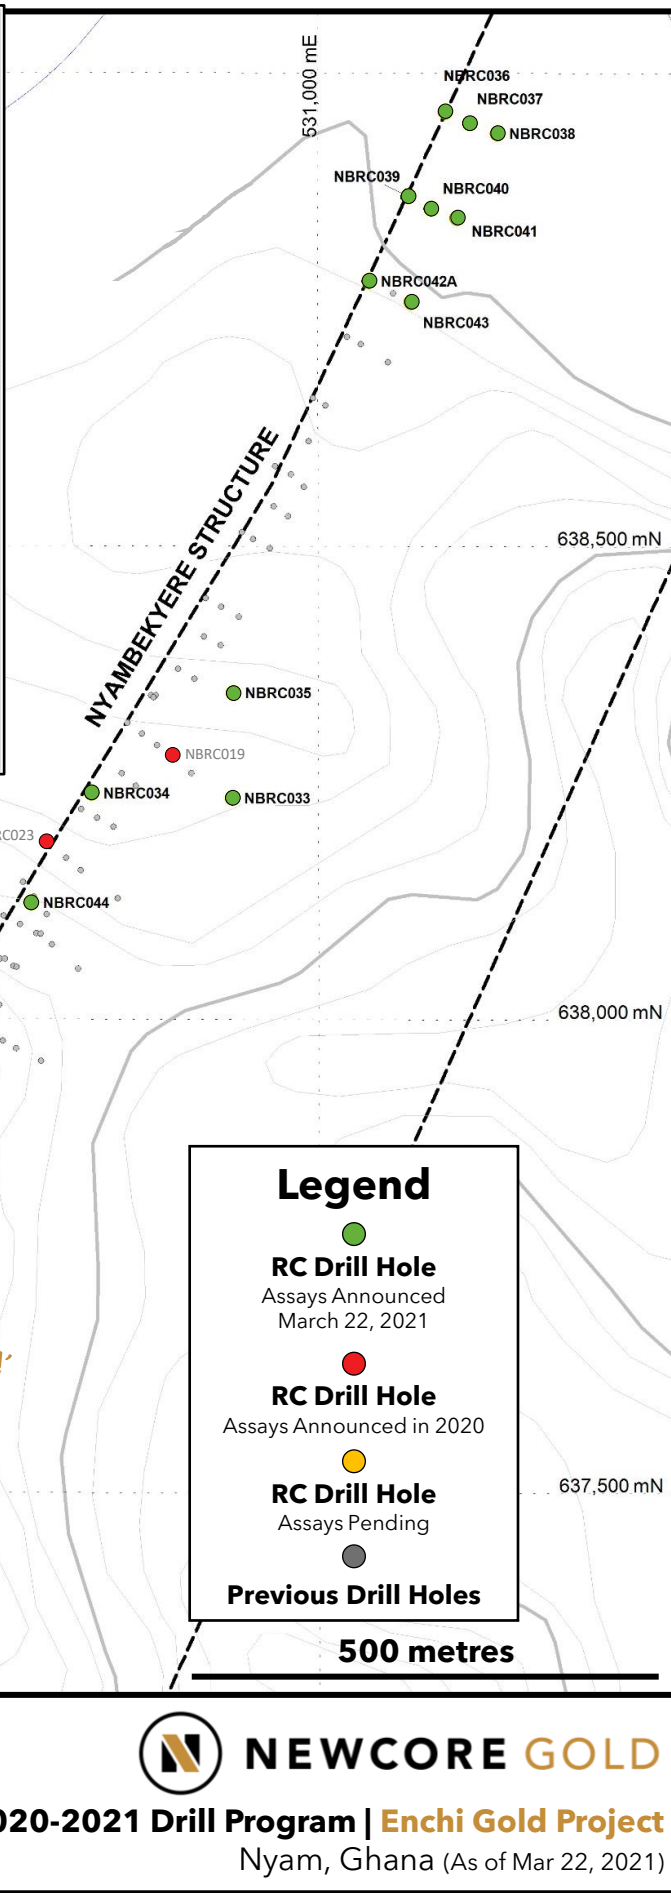 531,000 mE
NBRC036
NBRC037
NBRC038
NBRC039
NBRC040
NBRC041
NBRC042A
NBRC043
NYAMBEKYERE STRUCTURE
638,500 mN
NBRC035
NBRC019
NBRC034
NBRC033
RC023
NBRC044
638,000 mN
Legend
RC Drill Hole
Assays Announced
March 22, 2021
RC Drill Hole
Assays Announced in 2020
RC Drill Hole
Assays Pending
Previous Drill Holes
637,500 mN
500 metres
N NEWCORE GOLD
020-2021 Drill Program | Enchi Gold Project
Nyam, Ghana (As of Mar 22, 2021)